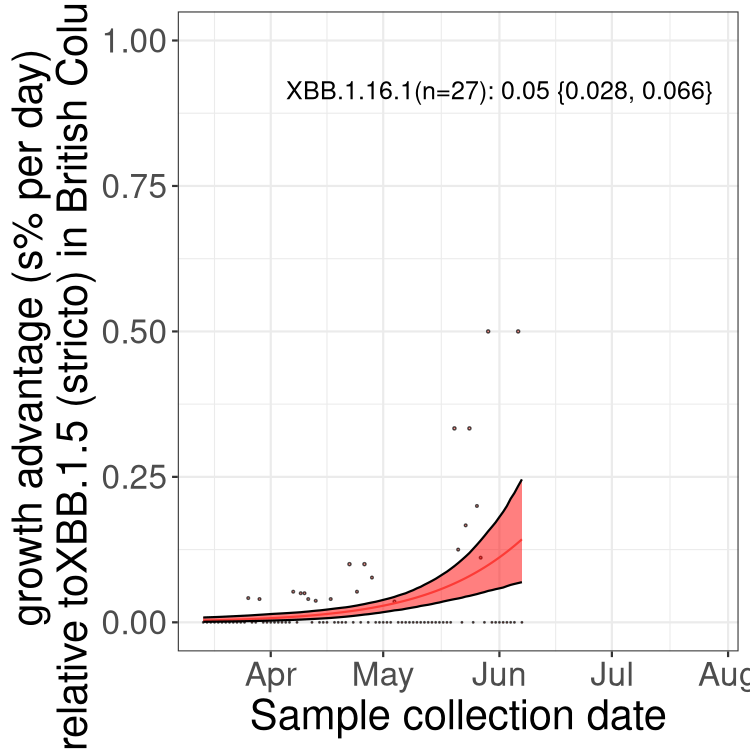 growth advantage (s% per day)
relative toXBB.1.5 (stricto) in British Colu
1.00
0.75
0.50
0.25
0.00
XBB.1.16.1(n=27): 0.05 {0.028, 0.066}
Apr May Jun Jul Aug
Sample collection date